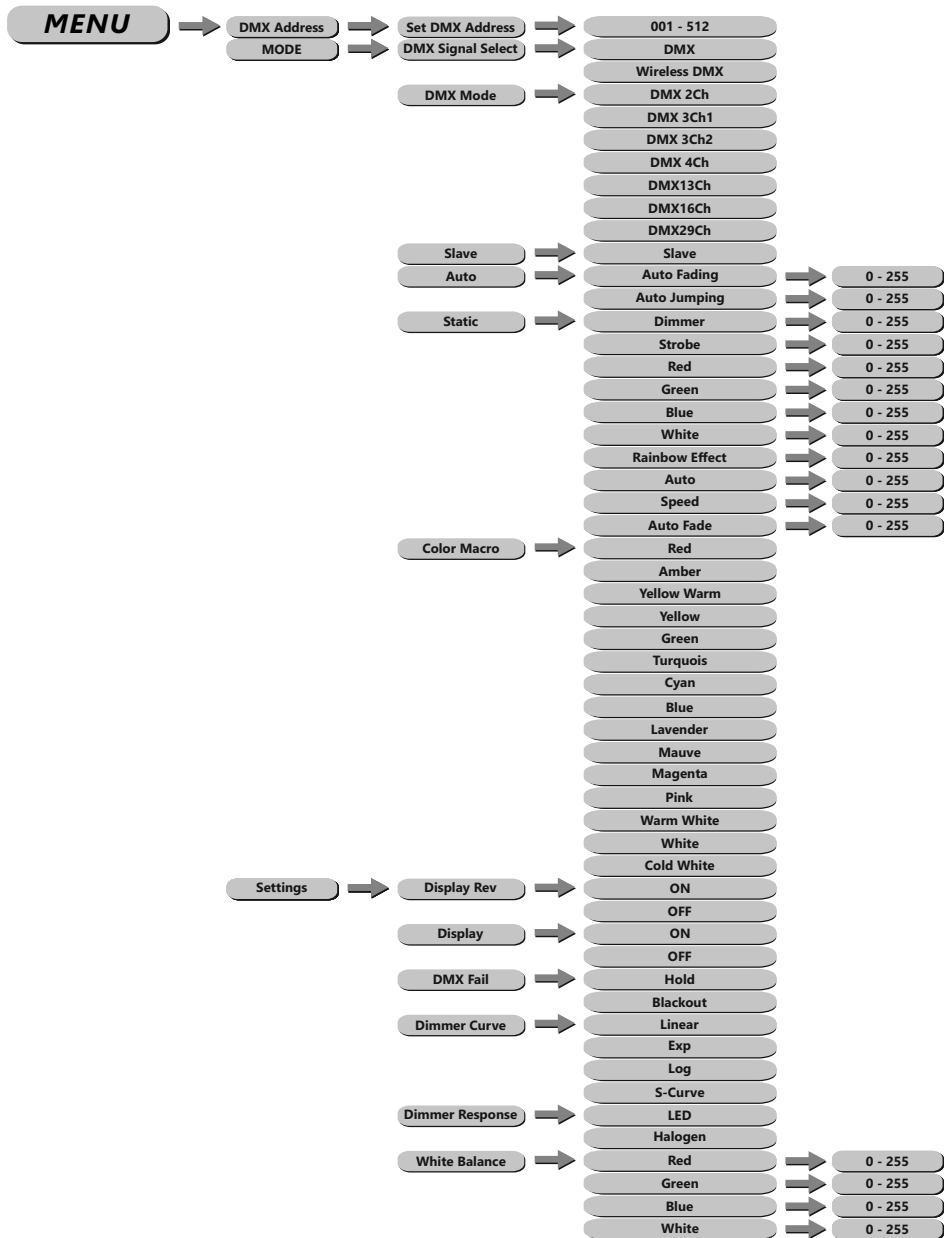 MENU DMX Address Set DMX Address 001 - 512
MODE DMX Signal Select DMX
Wireless DMX
DMX Mode DMX 2Ch
DMX 3Ch1
DMX 3Ch2
DMX 4Ch
DMX13Ch
DMX16Ch
DMX29Ch
Slave Slave
Auto Auto Fading 0 - 255
Auto Jumping 0 - 255
Static Dimmer 0 - 255
Strobe 0 - 255
Red 0 - 255
Green 0 - 255
Blue 0 - 255
White 0 - 255
Rainbow Effect 0 - 255
Auto 0 - 255
Speed 0 - 255
Auto Fade 0 - 255
Color Macro Red
Amber
Yellow Warm
Yellow
Green
Turquois
Cyan
Blue
Lavender
Mauve
Magenta
Pink
Warm White
White
Cold White
Settings Display Rev ON
OFF
Display ON
OFF
DMX Fail Hold
Blackout
Dimmer Curve Linear
Exp
Log
S-Curve
Dimmer Response LED
Halogen
White Balance Red 0 - 255
Green 0 - 255
Blue 0 - 255
White 0 - 255